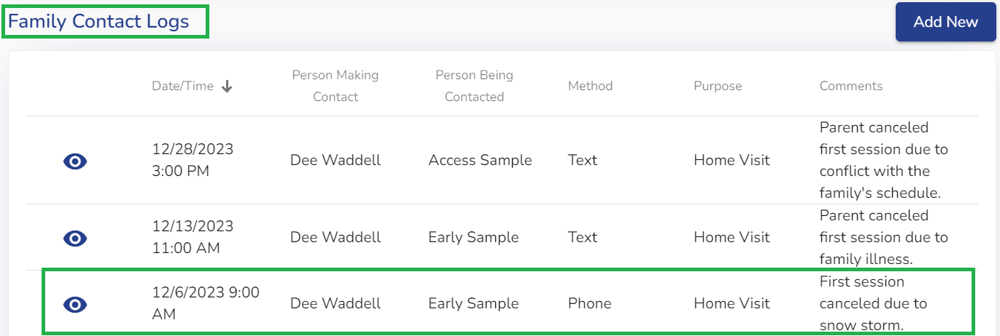 Family Contact Logs
Add New
Date/Time
Person Making
Contact
Person Being
Contacted
Method
Purpose
Comments
12/28/2023
3:00 PM
Dee Waddell
Access Sample
Text
Home Visit
Parent canceled
first session due to
conflict with the
family's schedule.
12/13/2023
11:00 AM
Dee Waddell
Early Sample
Text
Home Visit
Parent canceled
first session due to
family illness.
12/6/2023 9:00
AM
Dee Waddell
Early Sample
Phone
Home Visit
First session
canceled due to
snow storm.